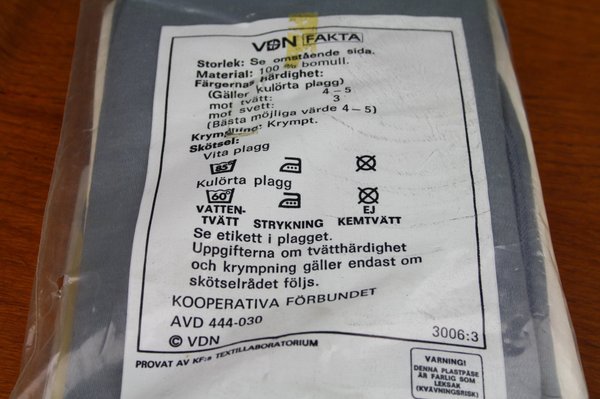 VDN FAKTA
Storlek: Se omstående sida.
Material: 100 % bomull.
Färgernas härdighet:
(Gäller kulörta plagg)
mot tvätt: 4–5
mot svett: 3
(Bästa möjliga värde 4–5)
Krympning: Krympt.
Skötsel:
Vita plagg
85°
Kulörta plagg
60°
VATTEN-TVÄTT STRYKNING EJ KEMTVÄTT
Se etikett i plagget.
Uppgifterna om tvätthärdighet
och krympning gäller endast om
skötselrådet följs.
KOOPERATIVA FÖRBUNDET
AVD 444-030
© VDN 3006:3
PROVAT AV KF:s TEXTILLABORATORIUM
VARNING!
DENNA PLASTPÅSE
ÄR FARLIG SOM
LEKSAK
(KVÄVNINGSRISK)